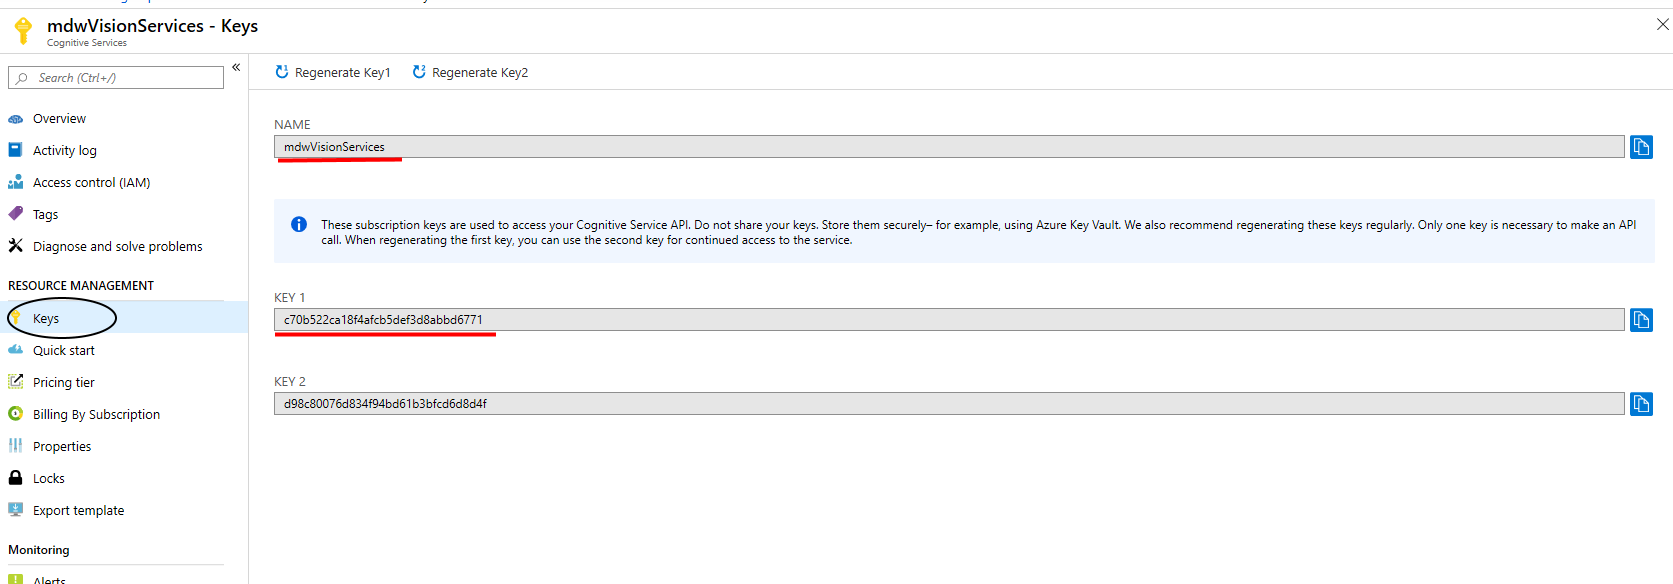 mdwVisionServices - Keys
Cognitive Services
Search (Ctrl+/)
Overview
Activity log
Access control (IAM)
Tags
Diagnose and solve problems
RESOURCE MANAGEMENT
Keys
Quick start
Pricing tier
Billing By Subscription
Properties
Locks
Export template
Monitoring
Alerts
Regenerate Key1
Regenerate Key2
NAME
mdwVisionServices
These subscription keys are used to access your Cognitive Service API. Do not share your keys. Store them securely– for example, using Azure Key Vault. We also recommend regenerating these keys regularly. Only one key is necessary to make an API
call. When regenerating the first key, you can use the second key for continued access to the service.
KEY 1
c70b522ca18f4afcb5def3d8abbd6771
KEY 2
d98c80076d834f94bd61b3bfcd6d8d4f